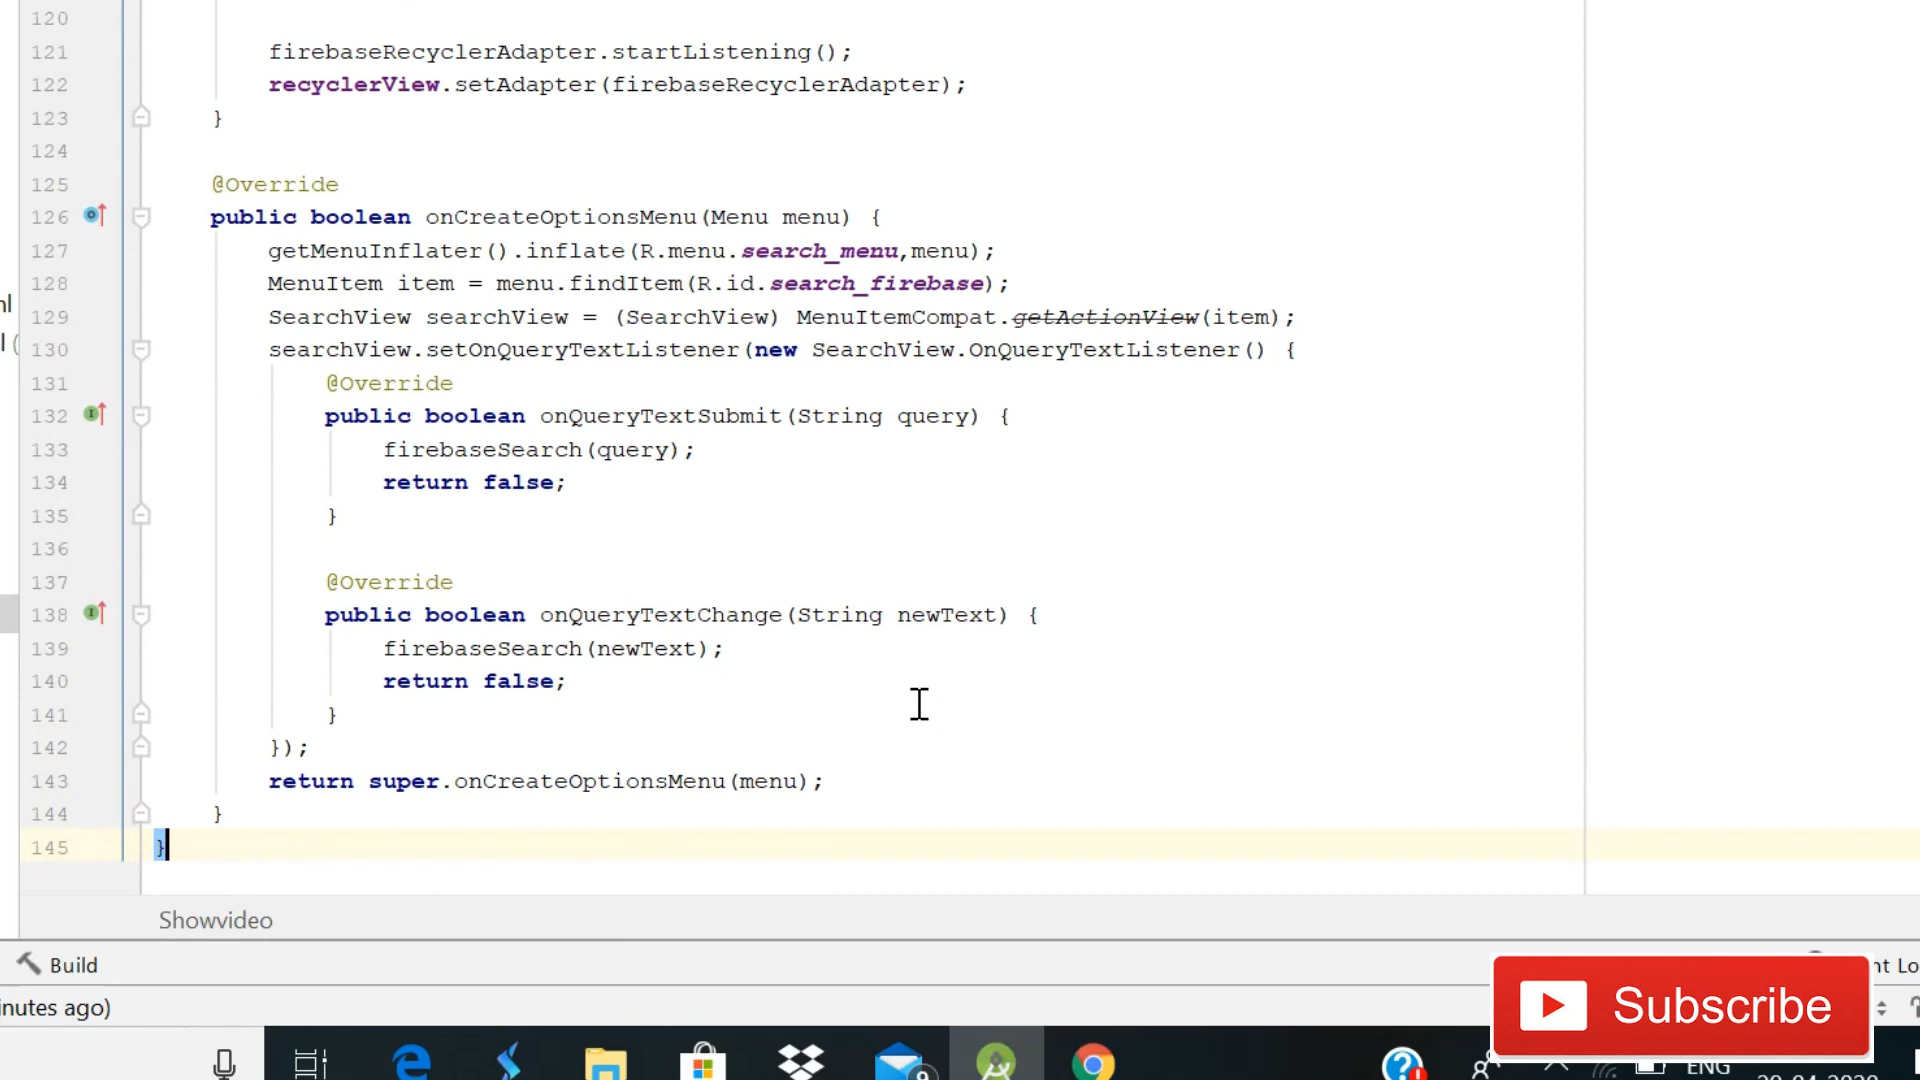 120
121 firebaseRecyclerAdapter.startListening();
122 recyclerView.setAdapter(firebaseRecyclerAdapter);
123 }
124
125 @Override
126 public boolean onCreateOptionsMenu(Menu menu) {
127 getMenuInflater().inflate(R.menu.search_menu,menu);
128 MenuItem item = menu.findItem(R.id.search_firebase);
129 SearchView searchView = (SearchView) MenuItemCompat.getActionView(item);
130 searchView.setOnQueryTextListener(new SearchView.OnQueryTextListener() {
131 @Override
132 public boolean onQueryTextSubmit(String query) {
133 firebaseSearch(query);
134 return false;
135 }
136
137 @Override
138 public boolean onQueryTextChange(String newText) {
139 firebaseSearch(newText);
140 return false;
141 }
142 });
143 return super.onCreateOptionsMenu(menu);
144 }
145 }
Showvideo
Build
nt Lo
inutes ago)
Subscribe
ENG